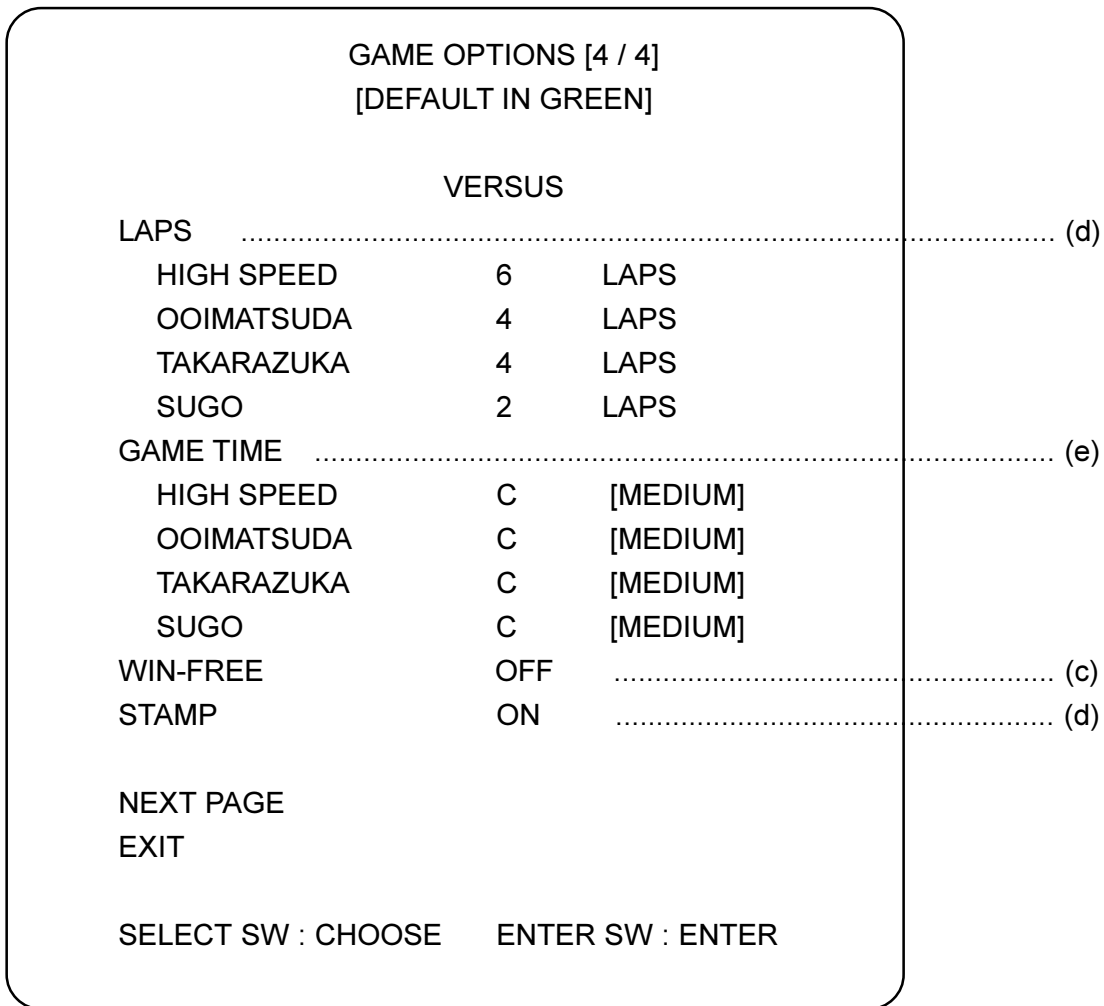 GAME OPTIONS [4 / 4]
[DEFAULT IN GREEN]
VERSUS
LAPS ........................................................................................................ (d)
HIGH SPEED 6 LAPS
OOIMATSUDA 4 LAPS
TAKARAZUKA 4 LAPS
SUGO 2 LAPS
GAME TIME .............................................................................................. (e)
HIGH SPEED C [MEDIUM]
OOIMATSUDA C [MEDIUM]
TAKARAZUKA C [MEDIUM]
SUGO C [MEDIUM]
WIN-FREE OFF ........................................................ (c)
STAMP ON ........................................................ (d)
NEXT PAGE
EXIT
SELECT SW : CHOOSE ENTER SW : ENTER